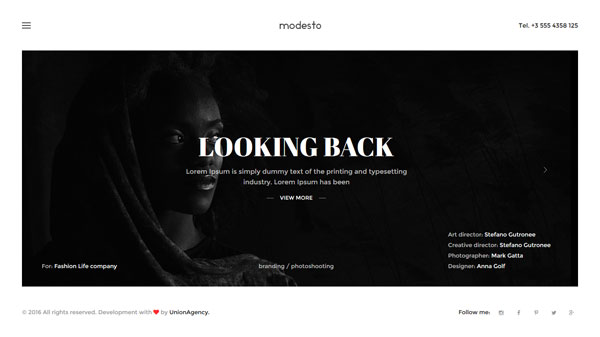 modesto
Tel. +3 555 4358 125
LOOKING BACK
Lorem Ipsum is simply dummy text of the printing and typesetting
industry. Lorem Ipsum has been
VIEW MORE
Art director: Stefano Gutronee
Creative director: Stefano Gutronee
Photographer: Mark Gatta
Designer: Anna Golf
For: Fashion Life company
branding / photoshooting
© 2016 All rights reserved. Development with ❤ by UnionAgency.
Follow me: